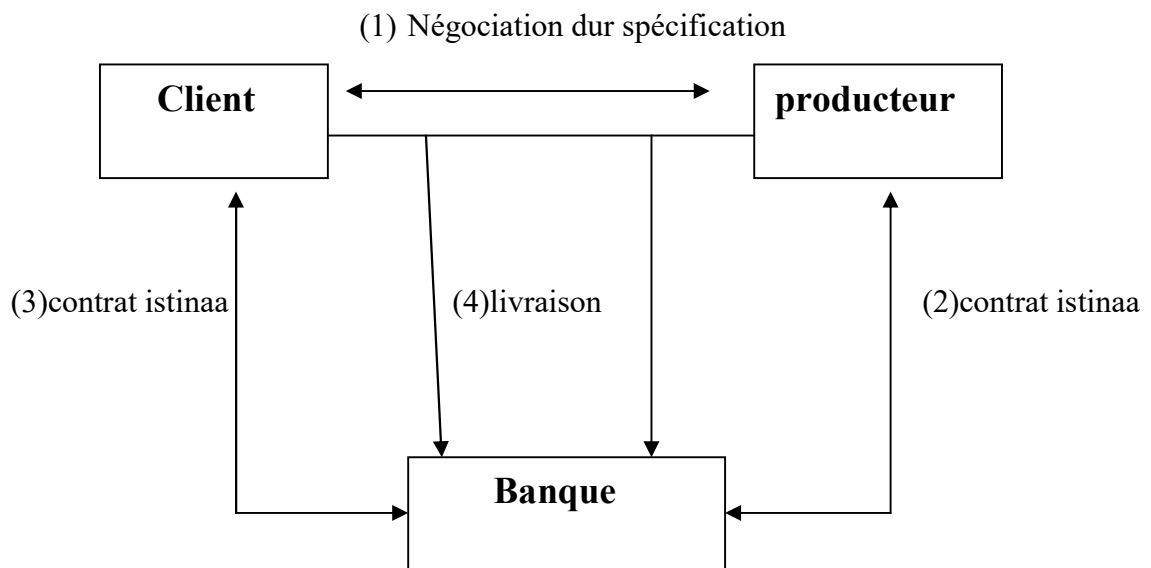 (1) Négociation dur spécification
Client
producteur
(3)contrat istinaa
(4)livraison
(2)contrat istinaa
Banque